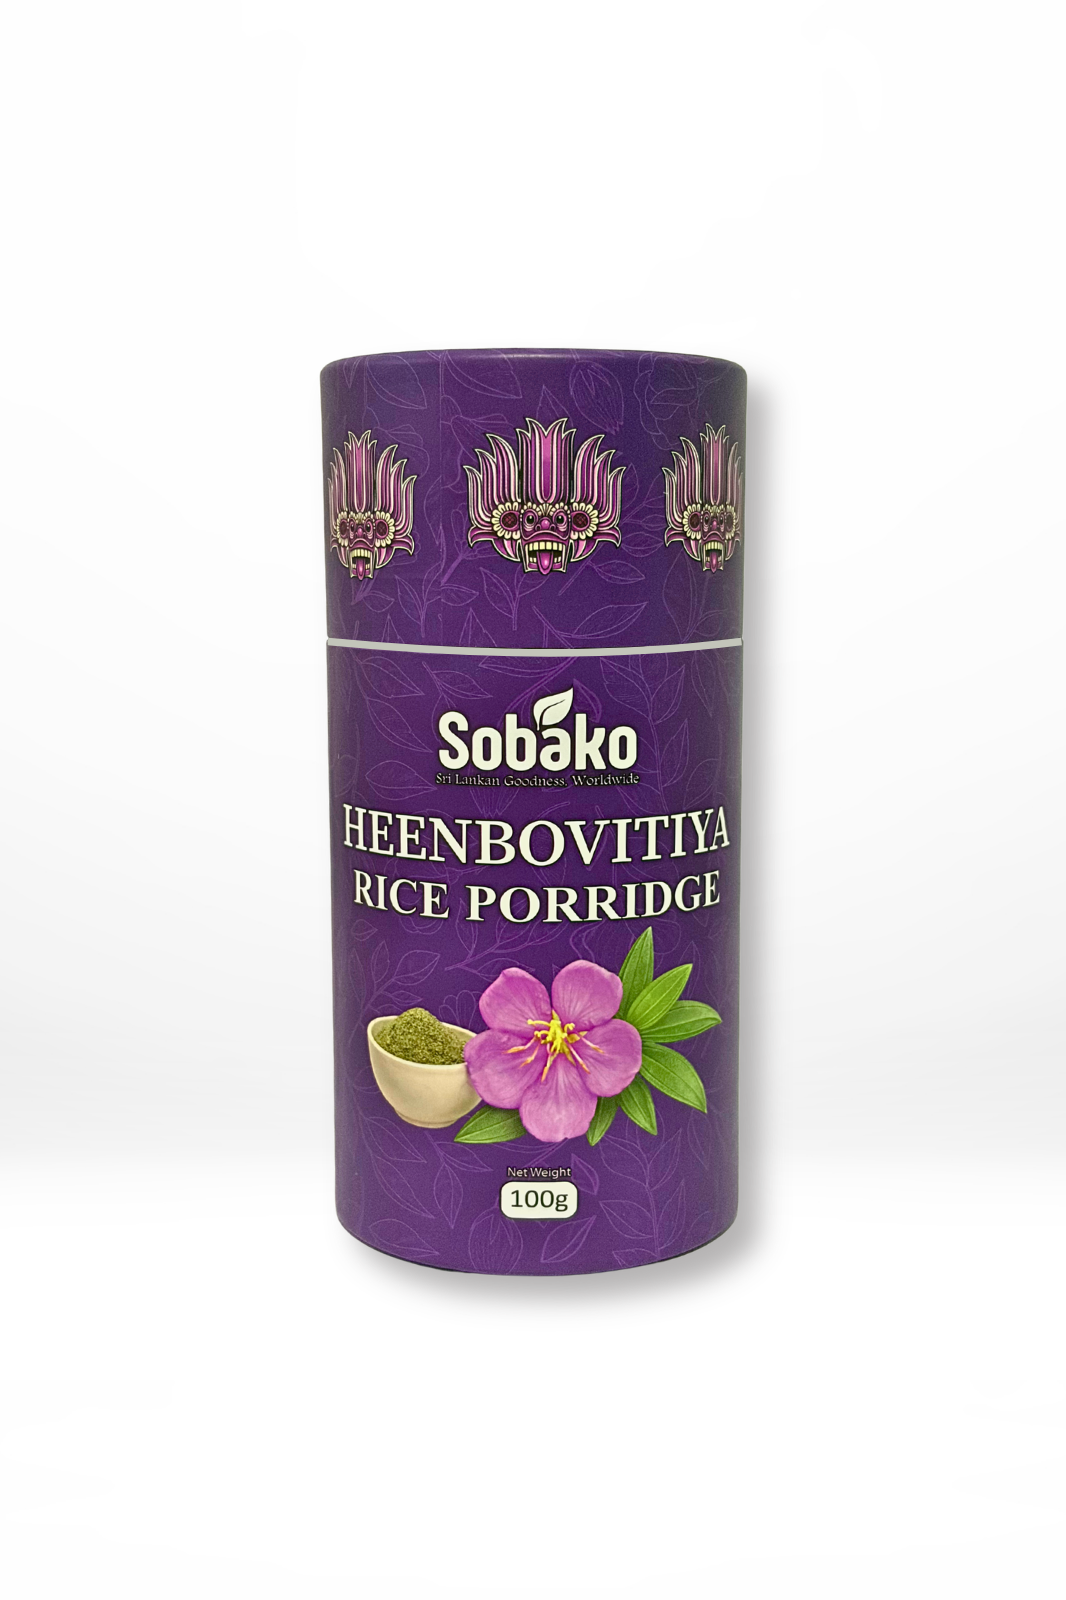 Sobako
Sri Lankan Goodness, Worldwide
HEENBOVITIYA
RICE PORRIDGE
Net Weight
100g